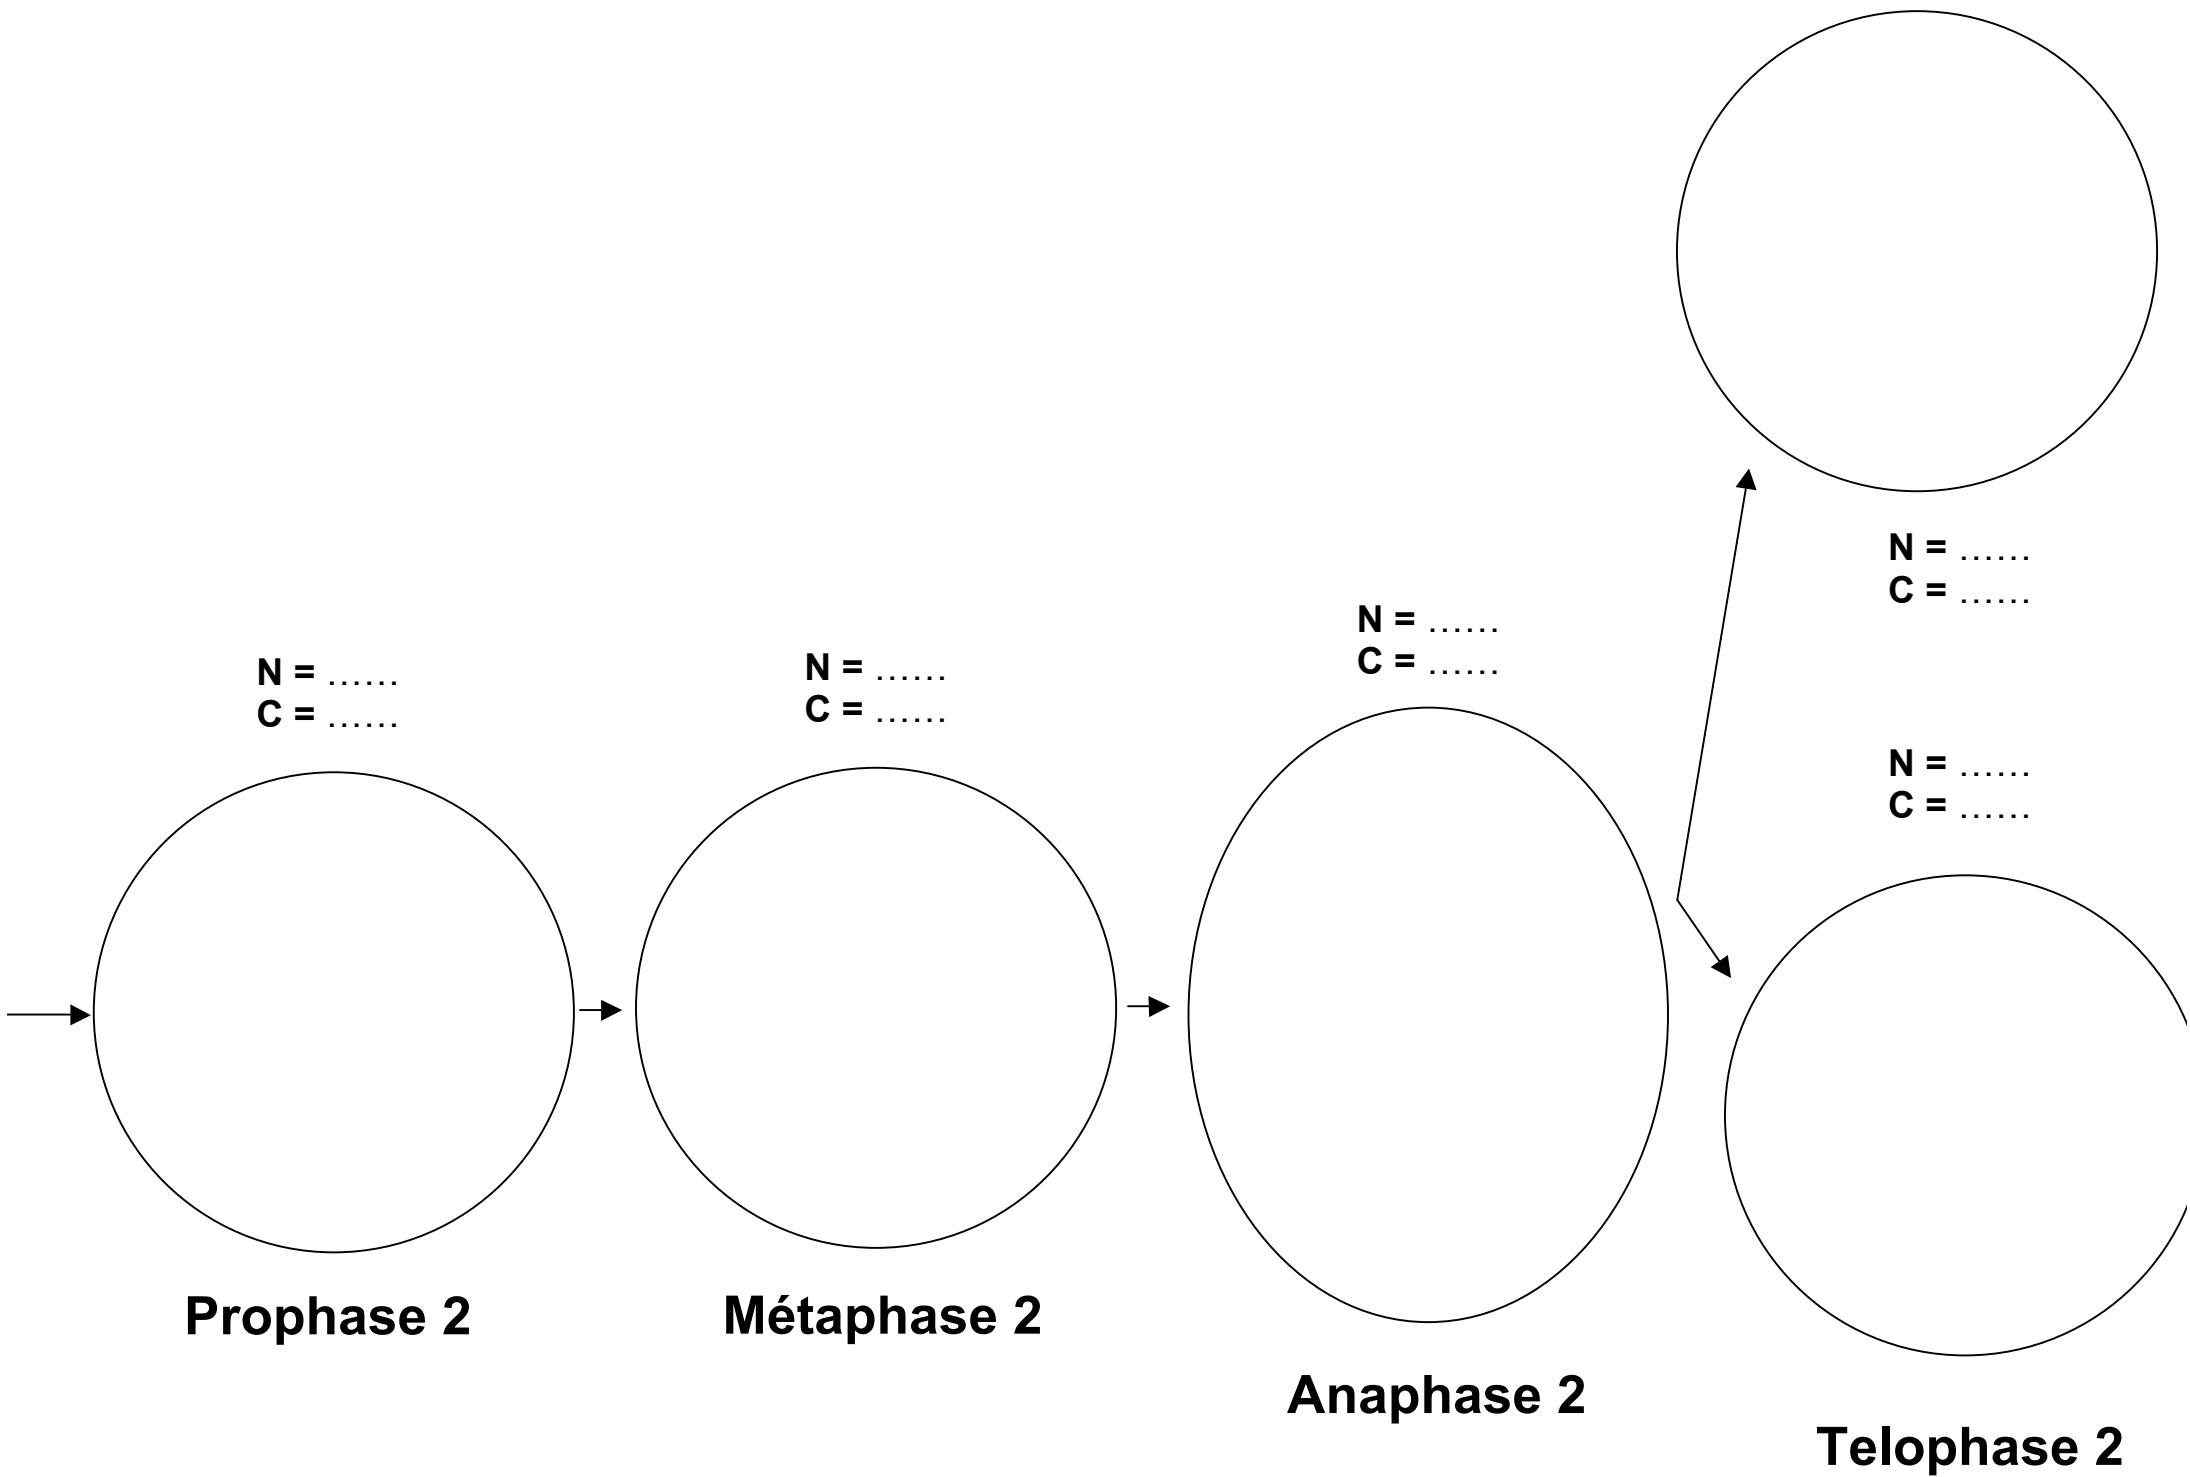 N = ......
C = ......
N = ......
C = ......
N = ......
C = ......
N = ......
C = ......
N = ......
C = ......
Prophase 2
Métaphase 2
Anaphase 2
Telophase 2